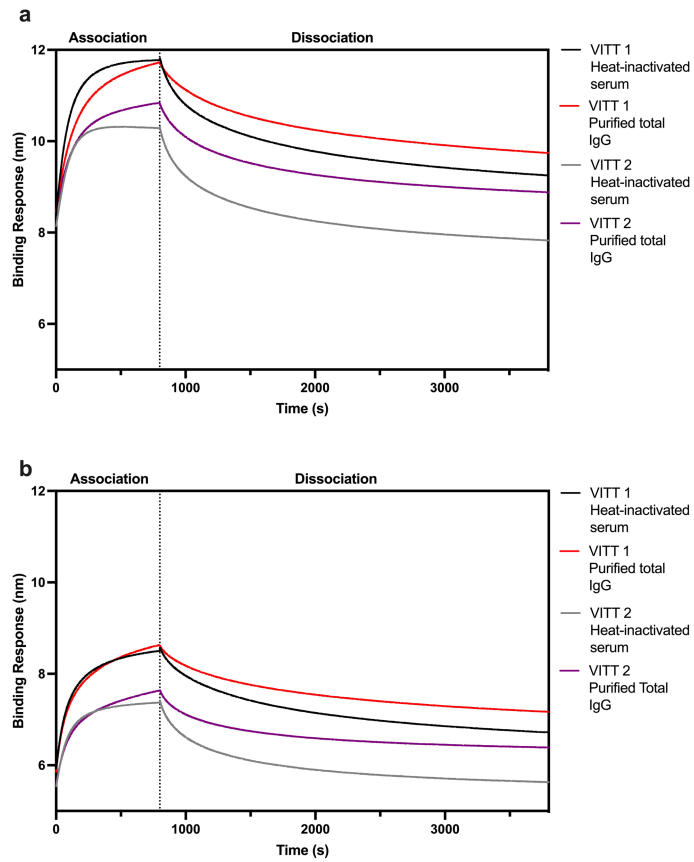 a
Association
Dissociation
12
10
8
6
Binding Response (nm)
0
1000
2000
3000
Time (s)
VITT 1
Heat-inactivated
serum
VITT 1
Purified total
IgG
VITT 2
Heat-inactivated
serum
VITT 2
Purified total
IgG
b
Association
Dissociation
12
10
8
6
Binding Response (nm)
0
1000
2000
3000
Time (s)
VITT 1
Heat-inactivated
serum
VITT 1
Purified total
IgG
VITT 2
Heat-inactivated
serum
VITT 2
Purified Total
IgG